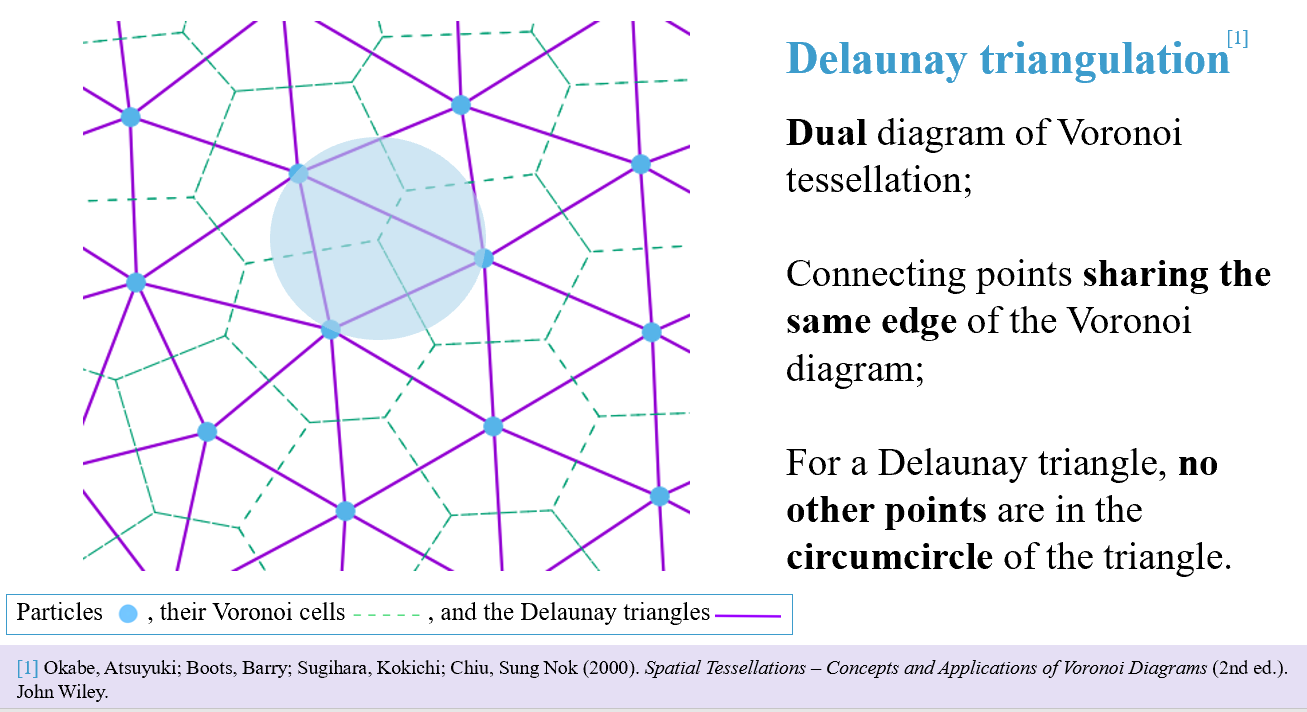 Delaunay triangulation[1]
Dual diagram of Voronoi
tessellation;
Connecting points sharing the
same edge of the Voronoi
diagram;
For a Delaunay triangle, no
other points are in the
circumcircle of the triangle.
Particles , their Voronoi cells , and the Delaunay triangles
[1] Okabe, Atsuyuki; Boots, Barry; Sugihara, Kokichi; Chiu, Sung Nok (2000). Spatial Tessellations – Concepts and Applications of Voronoi Diagrams (2nd ed.).
John Wiley.